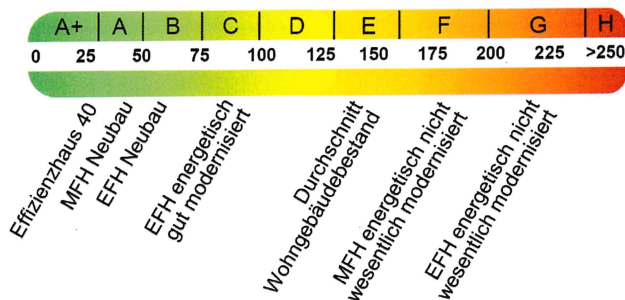 A+ A B C D E F G H
0 25 50 75 100 125 150 175 200 225 >250
Effizienzhaus 40
MFH Neubau
EFH Neubau
EFH energetisch
gut modernisiert
Durchschnitt
Wohngebäudebestand
MFH energetisch nicht
wesentlich modernisiert
EFH energetisch nicht
wesentlich modernisiert